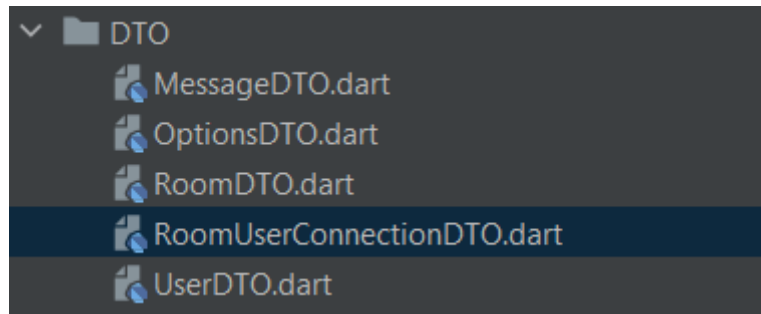 DTO
MessageDTO.dart
OptionsDTO.dart
RoomDTO.dart
RoomUserConnectionDTO.dart
UserDTO.dart